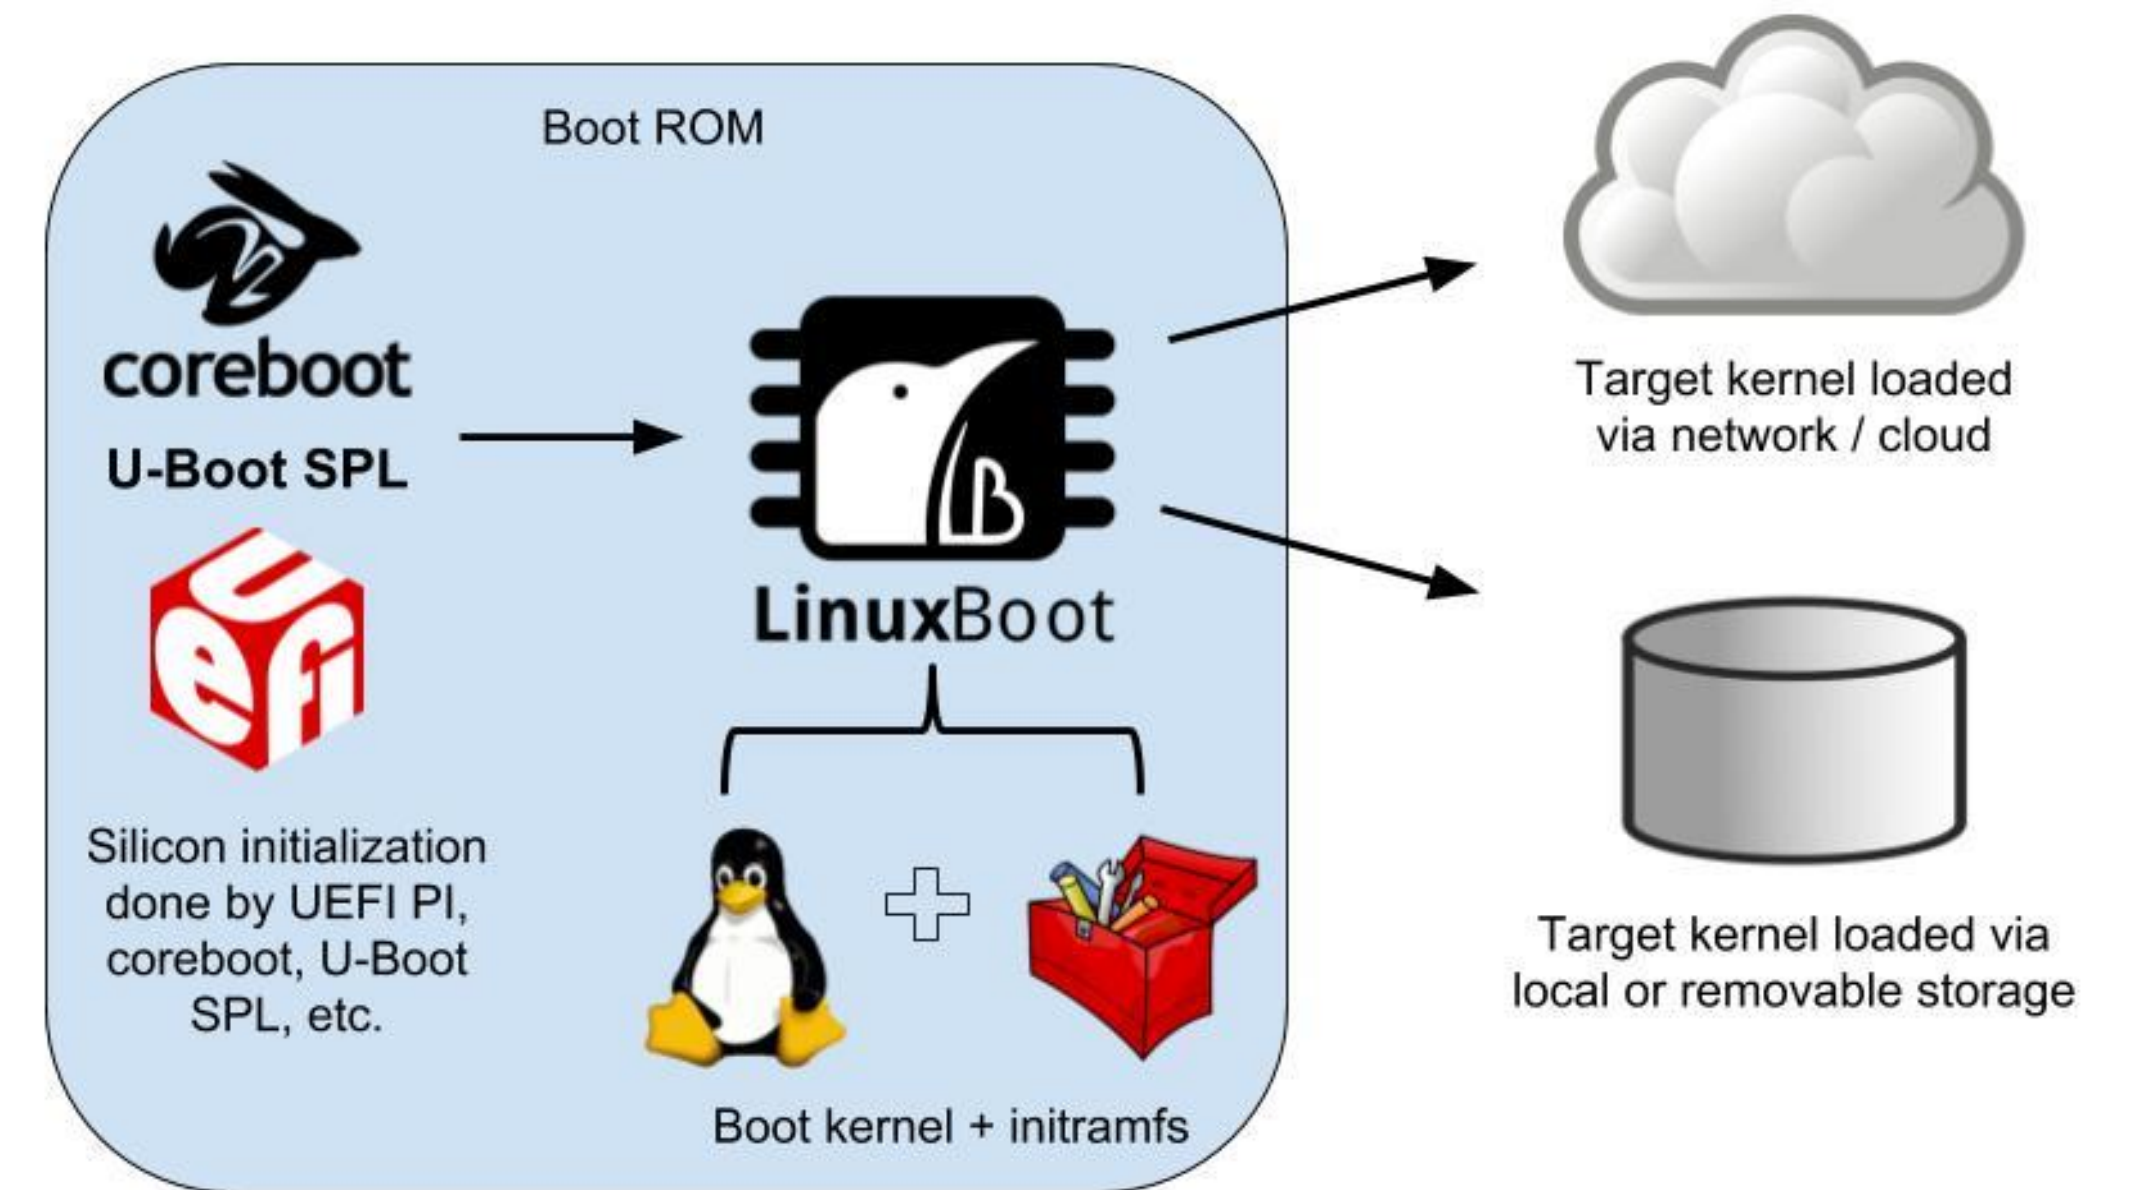 Boot ROM
coreboot
U-Boot SPL
uefi
Silicon initialization
done by UEFI PI,
coreboot, U-Boot
SPL, etc.
B
LinuxBoot
Boot kernel + initramfs
Target kernel loaded
via network / cloud
Target kernel loaded via
local or removable storage